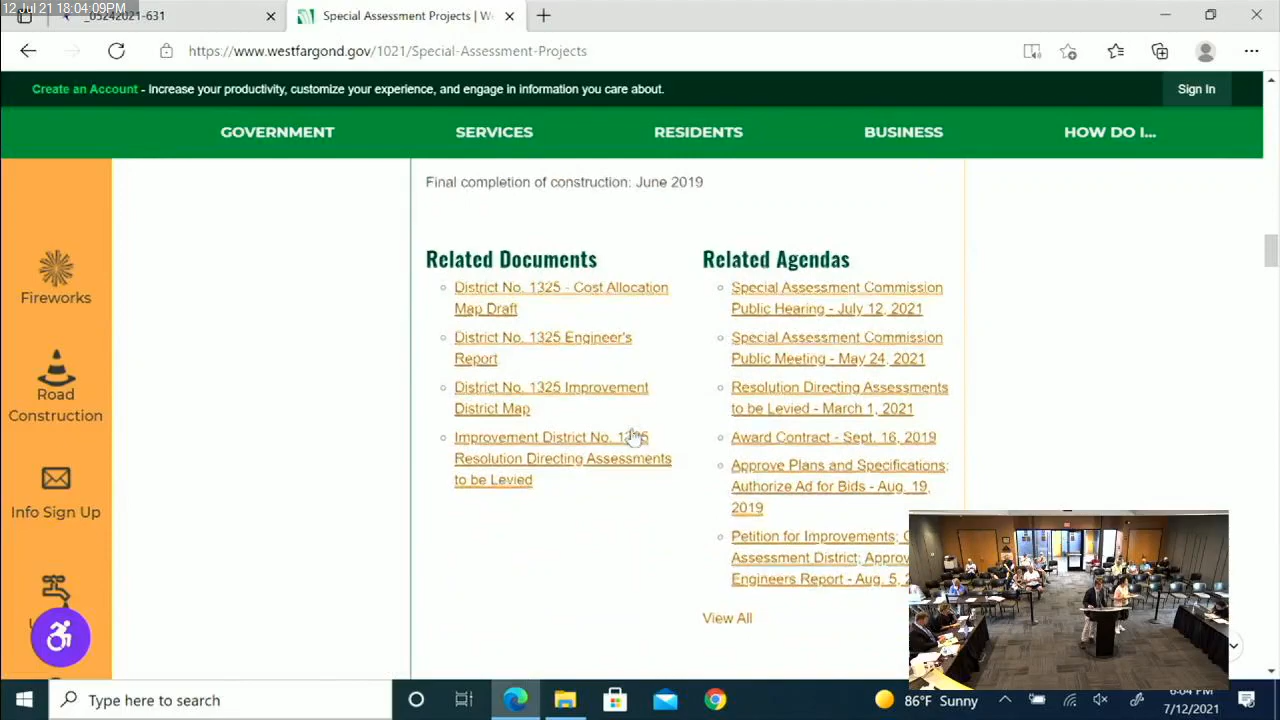 12 Jul 21 18:04:09PM
_05242021-631
Special Assessment Projects | W
https://www.westfargond.gov/1021/Special-Assessment-Projects
Create an Account - Increase your productivity, customize your experience, and engage in information you care about.
Sign In
GOVERNMENT
SERVICES
RESIDENTS
BUSINESS
HOW DO I...
Fireworks
Road
Construction
Info Sign Up
Final completion of construction: June 2019
Related Documents
District No. 1325 - Cost Allocation
Map Draft
District No. 1325 Engineer's
Report
District No. 1325 Improvement
District Map
Improvement District No. 1325
Resolution Directing Assessments
to be Levied
Related Agendas
Special Assessment Commission
Public Hearing - July 12, 2021
Special Assessment Commission
Public Meeting - May 24, 2021
Resolution Directing Assessments
to be Levied - March 1, 2021
Award Contract - Sept. 16, 2019
Approve Plans and Specifications;
Authorize Ad for Bids - Aug. 19,
2019
Petition for Improvements;
Assessment District; Approv
Engineers Report - Aug. 5, 2
View All
Type here to search
86°F Sunny
6:04 PM
7/12/2021